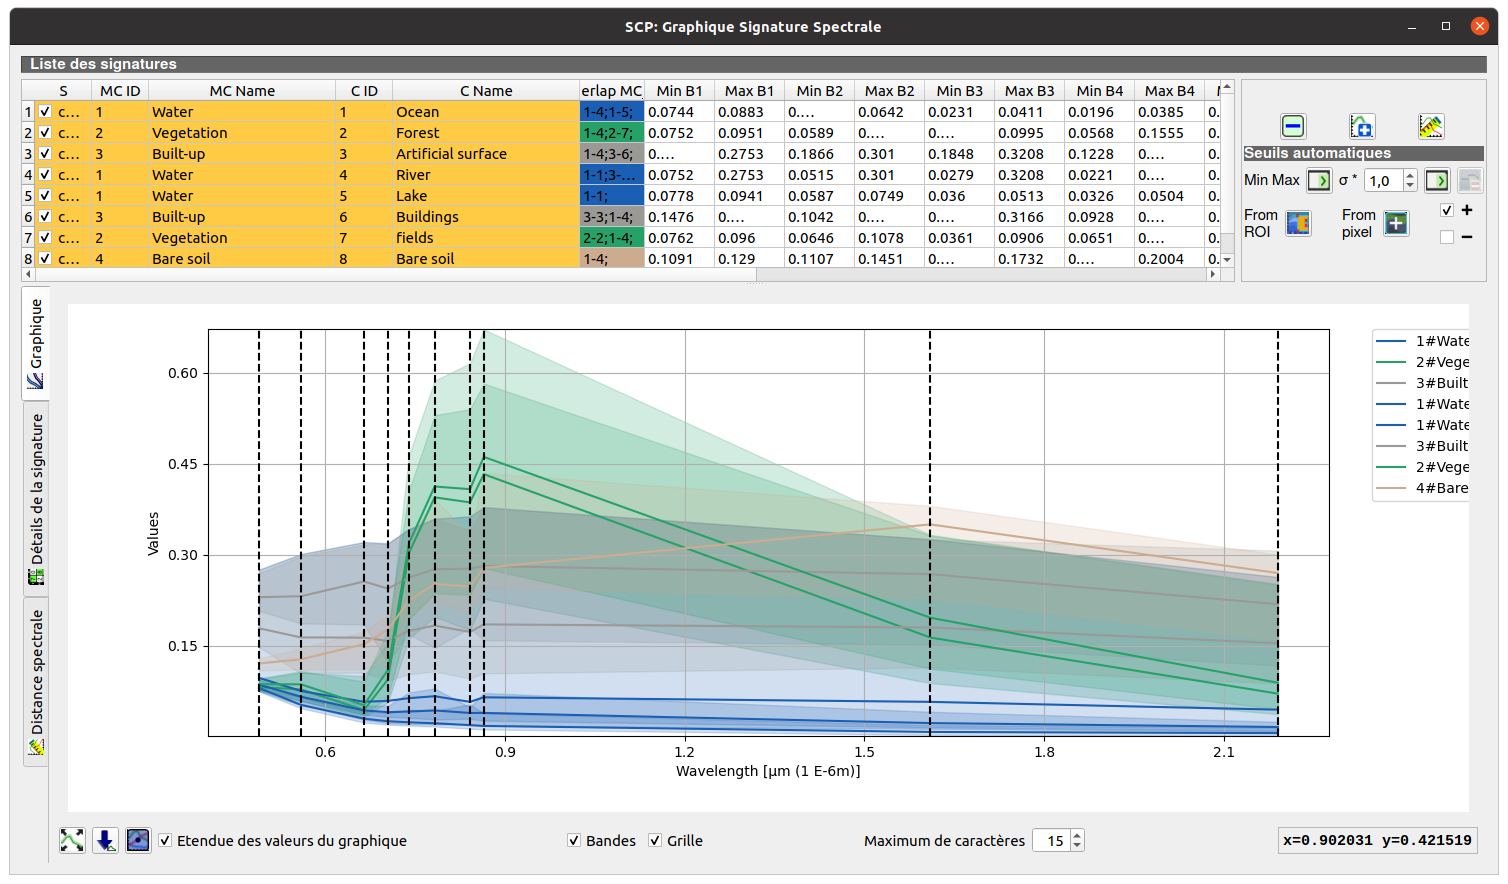 SCP: Graphique Signature Spectrale
Liste des signatures
S MC ID MC Name C ID C Name erlap MC_ Min B1 Max B1 Min B2 Max B2 Min B3 Max B3 Min B4 Max B4
1 c... 1 Water 1 Ocean 1-4;1-5; 0.0744 0.0883 0.... 0.0642 0.0231 0.0411 0.0196 0.0385 0.
2 c... 2 Vegetation 2 Forest 1-4;2-7; 0.0752 0.0951 0.0589 0.... 0.... 0.0995 0.0568 0.1555 0.
3 c... 3 Built-up 3 Artificial surface 1-4;3-6; 0.... 0.2753 0.1866 0.301 0.1848 0.3208 0.1228 0.... 0.
4 c... 1 Water 4 River 1-1;3-... 0.0752 0.2753 0.0515 0.301 0.0279 0.3208 0.0221 0.... 0.
5 c... 1 Water 5 Lake 1-1; 0.0778 0.0941 0.0587 0.0749 0.036 0.0513 0.0326 0.0504 0.
6 c... 3 Built-up 6 Buildings 3-3;1-4; 0.1476 0.... 0.1042 0.... 0.... 0.3166 0.0928 0.... 0.
7 c... 2 Vegetation 7 fields 2-2;1-4; 0.0762 0.096 0.0646 0.1078 0.0361 0.0906 0.0651 0.... 0.
8 c... 4 Bare soil 8 Bare soil 1-4; 0.1091 0.129 0.1107 0.1451 0.... 0.1732 0.... 0.2004 0.
Seuils automatiques
Min Max σ * 1,0
From ROI
From pixel
+
−
Graphique
Détails de la signature
Distance spectrale
Values
0.60
0.45
0.30
0.15
0.6 0.9 1.2 1.5 1.8 2.1
Wavelength [µm (1 E-6m)]
1#Wate
2#Vege
3#Built
1#Wate
1#Wate
3#Built
2#Vege
4#Bare
Etendue des valeurs du graphique
Bandes
Grille
Maximum de caractères 15
x=0.902031 y=0.421519